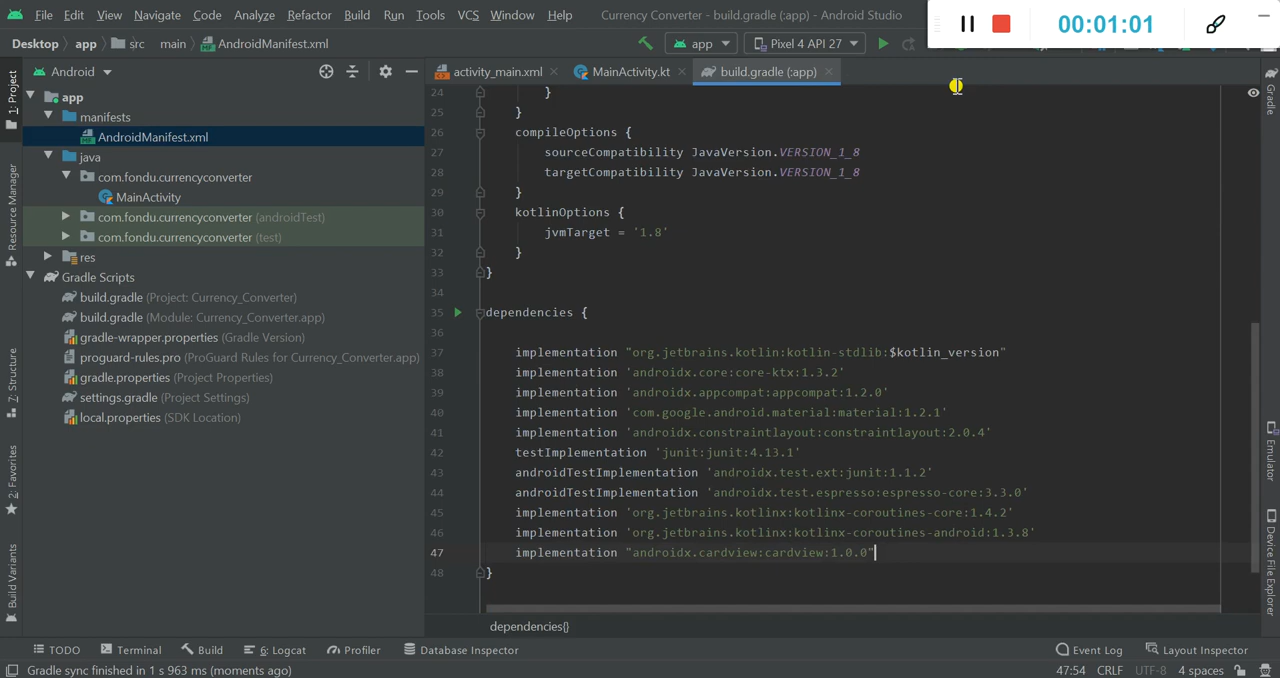 File Edit View Navigate Code Analyze Refactor Build Run Tools VCS Window Help Currency Converter - build.gradle (:app) - Android Studio
00:01:01
Desktop app src main AndroidManifest.xml
app Pixel 4 API 27
Android
activity_main.xml MainActivity.kt build.gradle (:app)
app
manifests
AndroidManifest.xml
java
com.fondu.currencyconverter
MainActivity
com.fondu.currencyconverter (androidTest)
com.fondu.currencyconverter (test)
res
Gradle Scripts
build.gradle (Project: Currency_Converter)
build.gradle (Module: Currency_Converter.app)
gradle-wrapper.properties (Gradle Version)
proguard-rules.pro (ProGuard Rules for Currency_Converter.app)
gradle.properties (Project Properties)
settings.gradle (Project Settings)
local.properties (SDK Location)
1: Project
Resource Manager
7: Structure
2: Favorites
Build Variants
24 }
25 }
26 compileOptions {
27 sourceCompatibility JavaVersion.VERSION_1_8
28 targetCompatibility JavaVersion.VERSION_1_8
29 }
30 kotlinOptions {
31 jvmTarget = '1.8'
32 }
33 }
34
35 dependencies {
36
37 implementation "org.jetbrains.kotlin:kotlin-stdlib:$kotlin_version"
38 implementation 'androidx.core:core-ktx:1.3.2'
39 implementation 'androidx.appcompat:appcompat:1.2.0'
40 implementation 'com.google.android.material:material:1.2.1'
41 implementation 'androidx.constraintlayout:constraintlayout:2.0.4'
42 testImplementation 'junit:junit:4.13.1'
43 androidTestImplementation 'androidx.test.ext:junit:1.1.2'
44 androidTestImplementation 'androidx.test.espresso:espresso-core:3.3.0'
45 implementation 'org.jetbrains.kotlinx:kotlinx-coroutines-core:1.4.2'
46 implementation 'org.jetbrains.kotlinx:kotlinx-coroutines-android:1.3.8'
47 implementation "androidx.cardview:cardview:1.0.0"
48 }
dependencies{}
Gradle
Emulator
Device File Explorer
TODO Terminal Build 6: Logcat Profiler Database Inspector Event Log Layout Inspector
Gradle sync finished in 1 s 963 ms (moments ago) 47:54 CRLF UTF-8 4 spaces